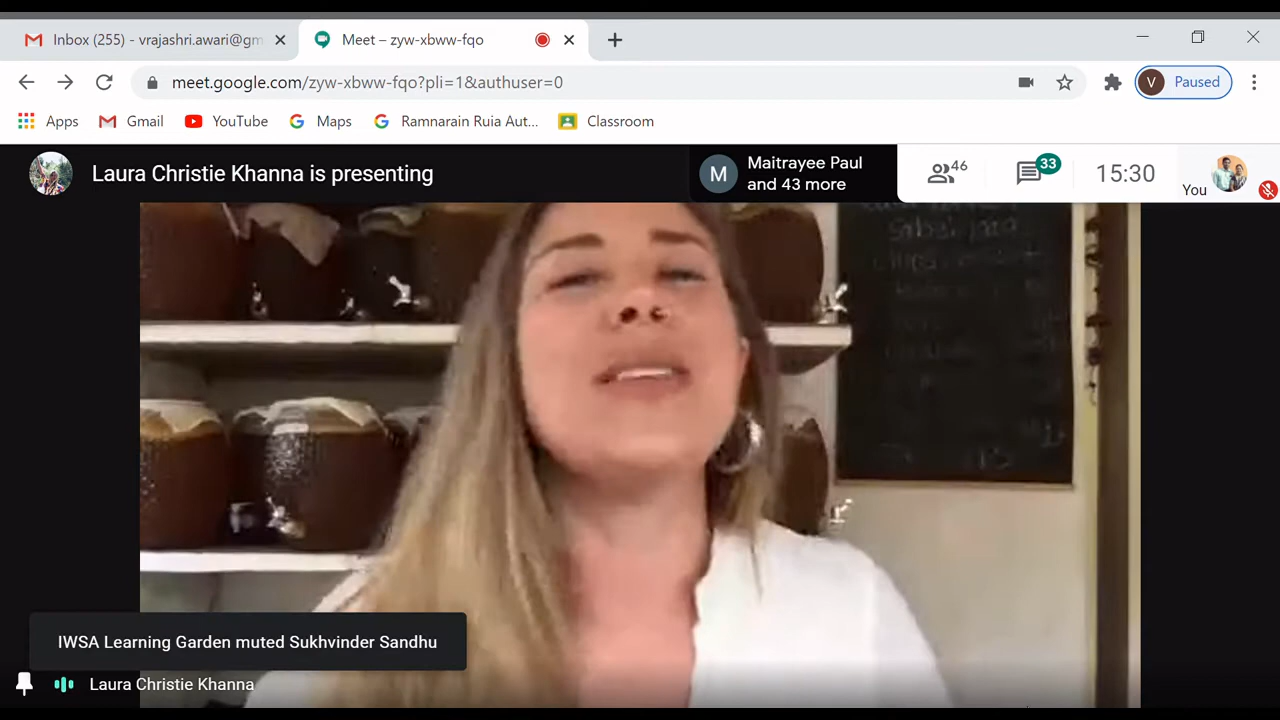 Inbox (255) - vrajashri.awari@gm
Meet – zyw-xbww-fqo
meet.google.com/zyw-xbww-fqo?pli=1&authuser=0
Paused
V
Apps
Gmail
YouTube
Maps
Ramnarain Ruia Aut...
Classroom
Laura Christie Khanna is presenting
M
Maitrayee Paul
and 43 more
46
33
15:30
You
IWSA Learning Garden muted Sukhvinder Sandhu
Laura Christie Khanna